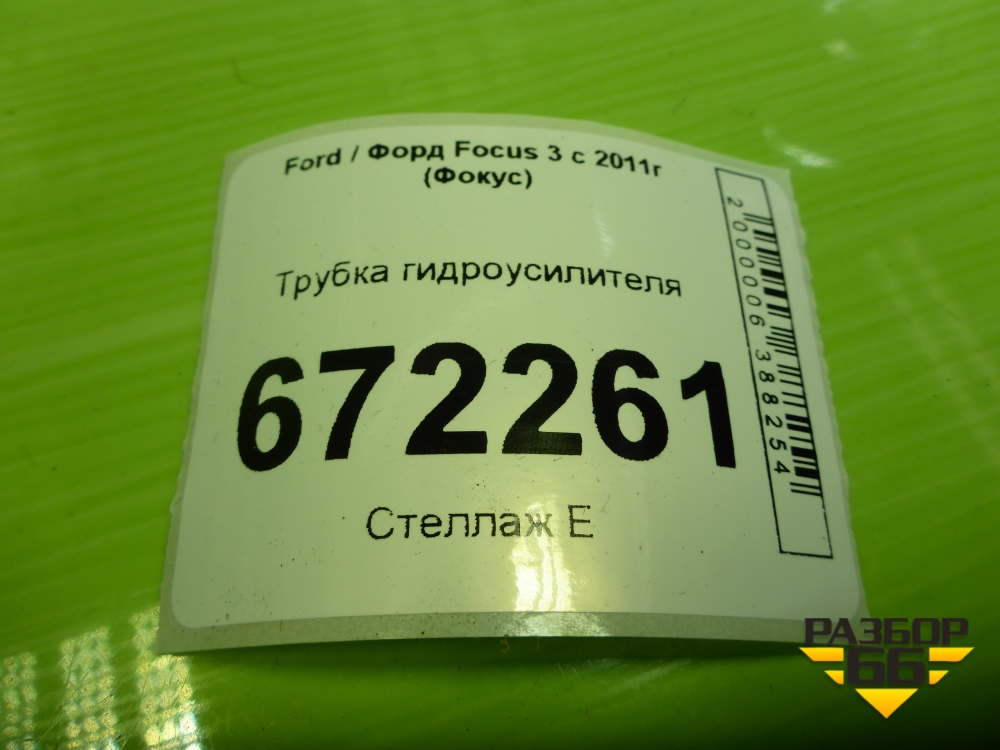 Ford / Форд Focus 3 с 2011г
(Фокус)
Трубка гидроусилителя
672261
Стеллаж Е
2000006388254
РАЗБОР
66